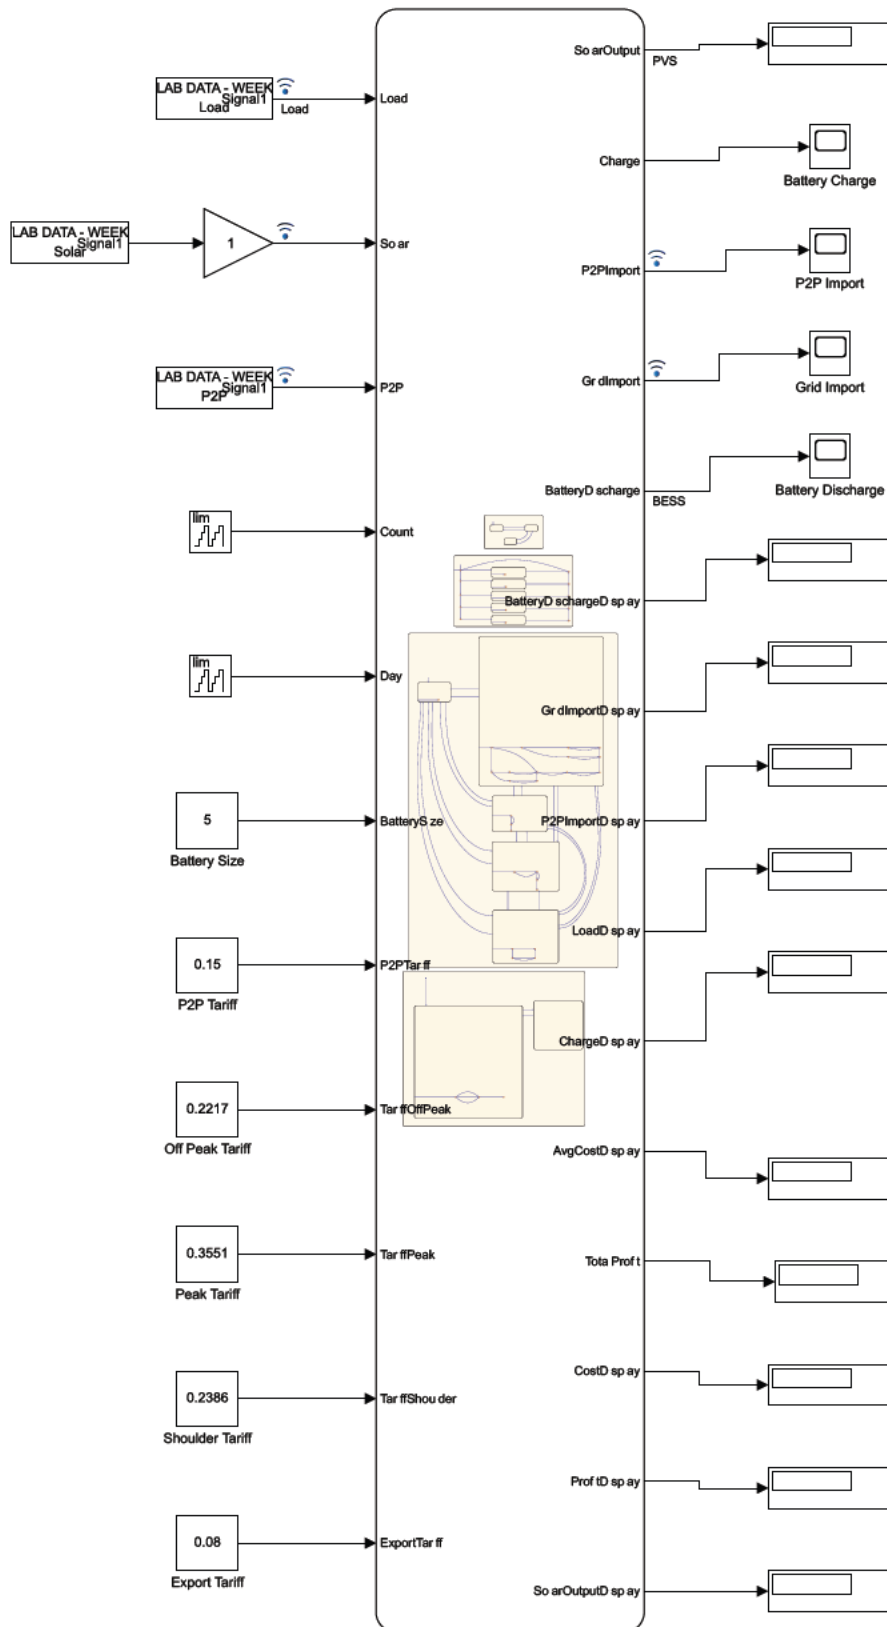 LAB DATA - WEEK
Signal1
Load
Load
LAB DATA - WEEK
Signal1
Solar
1
LAB DATA - WEEK
Signal1
P2P
lim
lim
5
Battery Size
0.15
P2P Tariff
0.2217
Off Peak Tariff
0.3551
Peak Tariff
0.2386
Shoulder Tariff
0.08
Export Tariff
Load
So ar
P2P
Count
Day
BatteryS ze
P2PTar ff
Tar ffOffPeak
Tar ffPeak
Tar ffShou der
ExportTar ff
So arOutput
PVS
Charge
P2PImport
Gr dImport
BatteryD scharge
BESS
BatteryD schargeD sp ay
Gr dImportD sp ay
P2PImportD sp ay
LoadD sp ay
ChargeD sp ay
AvgCostD sp ay
Tota Prof t
CostD sp ay
Prof tD sp ay
So arOutputD sp ay
Battery Charge
P2P Import
Grid Import
Battery Discharge